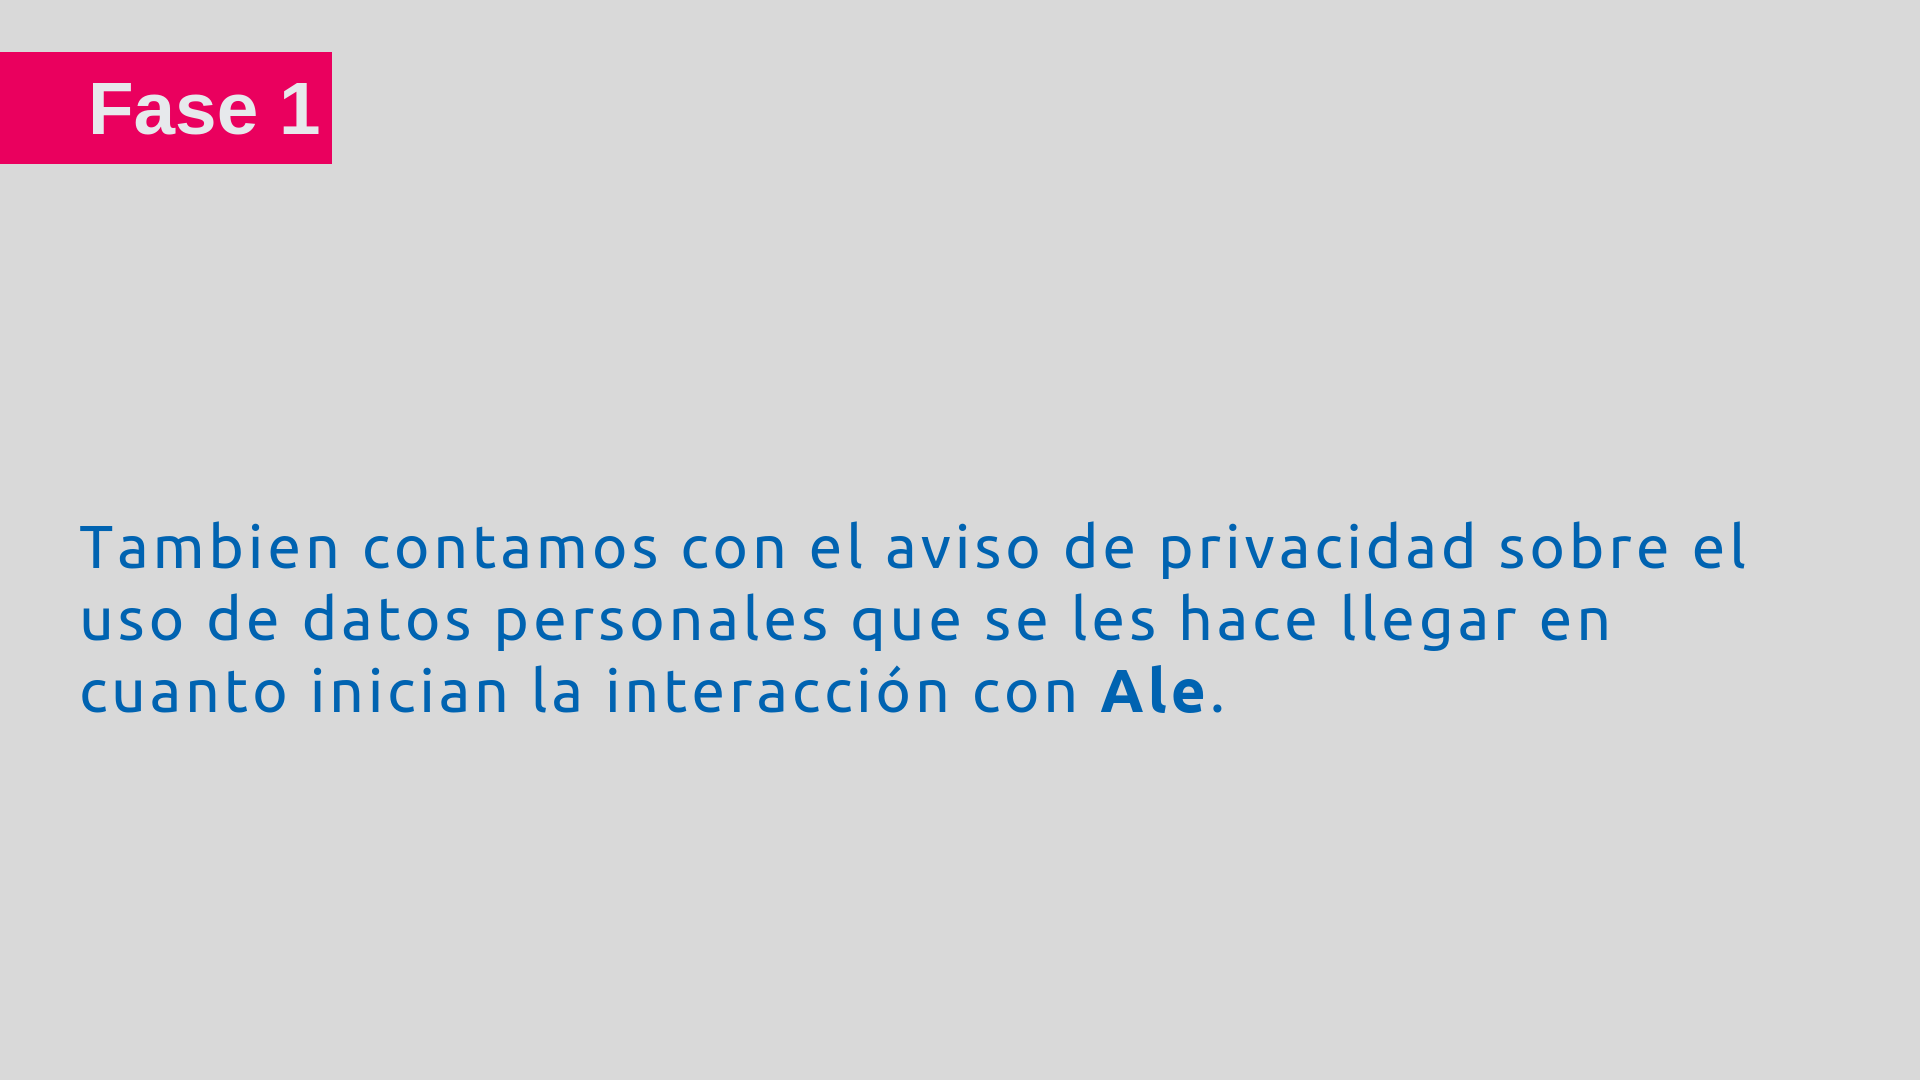 Fase 1
Tambien contamos con el aviso de privacidad sobre el
uso de datos personales que se les hace llegar en
cuanto inician la interacción con Ale.